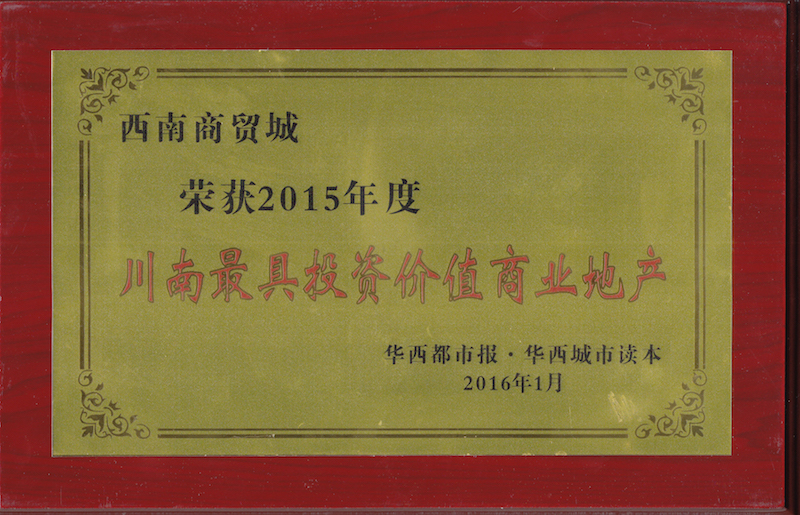 西南商贸城
荣获2015年度
川南最具投资价值商业地产
华西都市报·华西城市读本
2016年1月